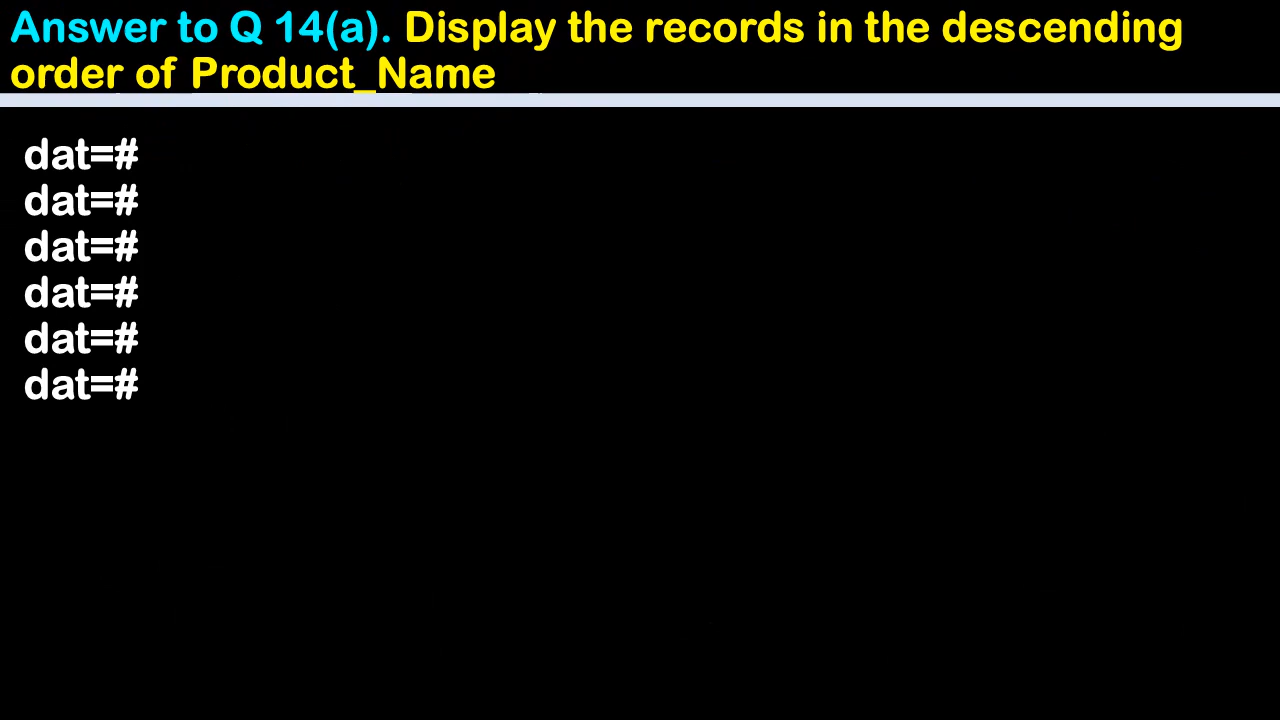 Answer to Q 14(a). Display the records in the descending
order of Product_Name
dat=#
dat=#
dat=#
dat=#
dat=#
dat=#